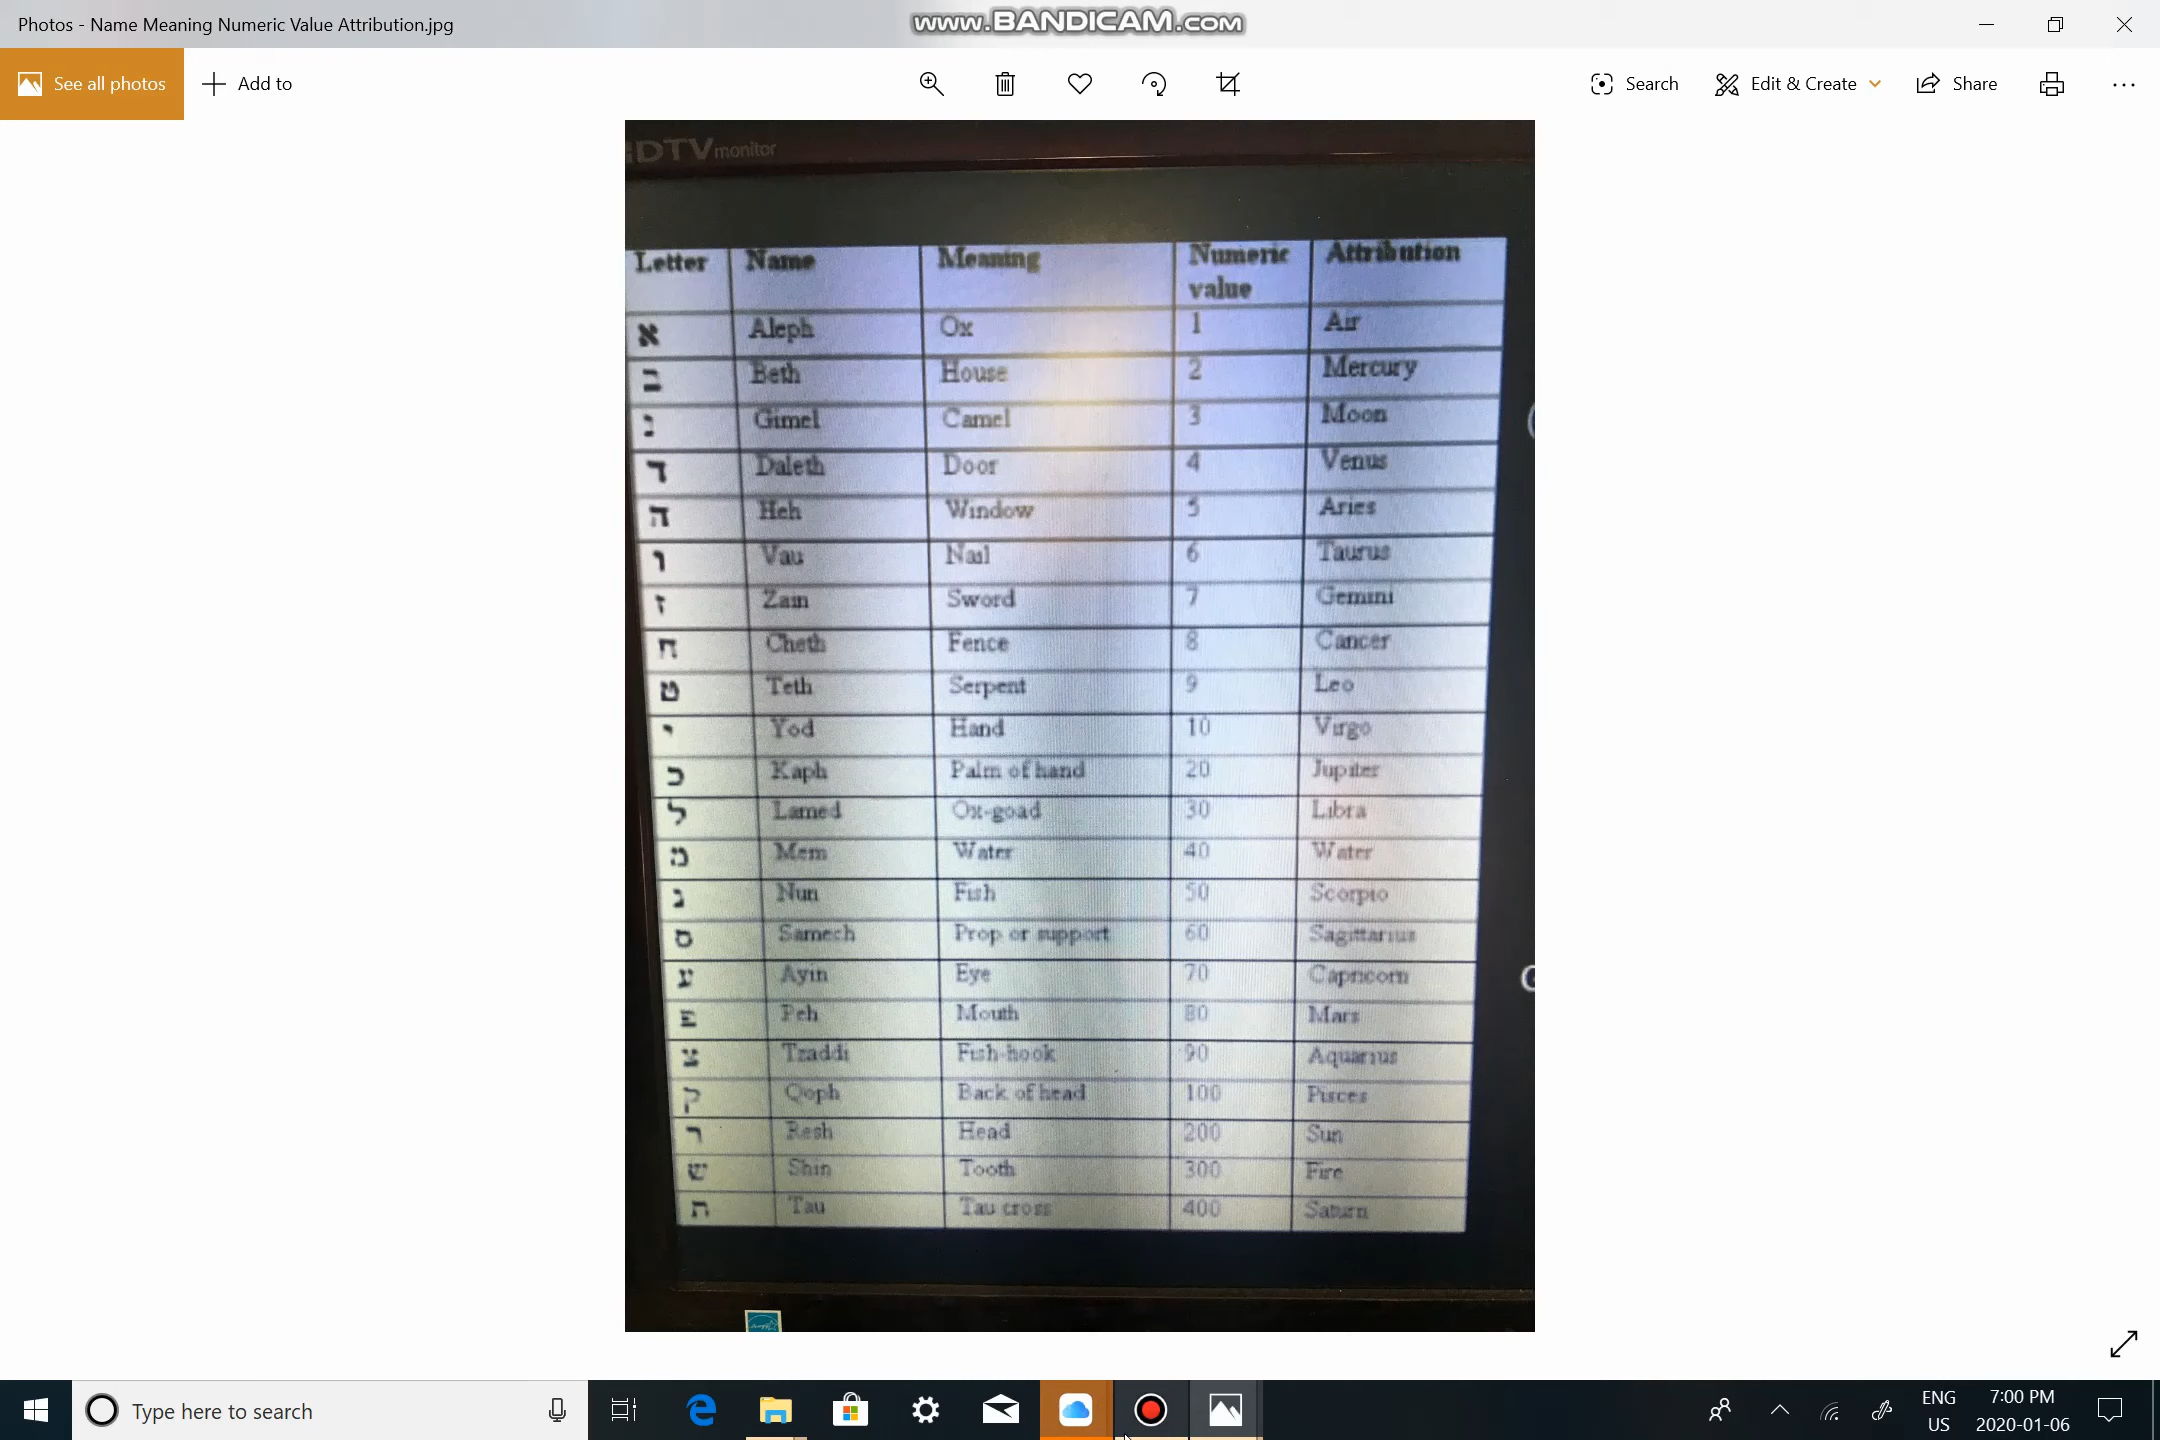 Photos - Name Meaning Numeric Value Attribution.jpg
www.BANDICAM.com
See all photos
Add to
Search
Edit & Create
Share
DTV monitor
Letter Name Meaning Numeric value Attribution
א Aleph Ox 1 Air
ב Beth House 2 Mercury
ג Gimel Camel 3 Moon
ד Daleth Door 4 Venus
ה Heh Window 5 Aries
ו Vau Nail 6 Taurus
ז Zain Sword 7 Gemini
ח Cheth Fence 8 Cancer
ט Teth Serpent 9 Leo
י Yod Hand 10 Virgo
כ Kaph Palm of hand 20 Jupiter
ל Lamed Ox-goad 30 Libra
מ Mem Water 40 Water
נ Nun Fish 50 Scorpio
ס Samech Prop or support 60 Sagittarius
ע Ayin Eye 70 Capricorn
פ Peh Mouth 80 Mars
צ Tzaddi Fish-hook 90 Aquarius
ק Qoph Back of head 100 Pisces
ר Resh Head 200 Sun
ש Shin Tooth 300 Fire
ת Tau Tau cross 400 Saturn
Type here to search
ENG
US
7:00 PM
2020-01-06